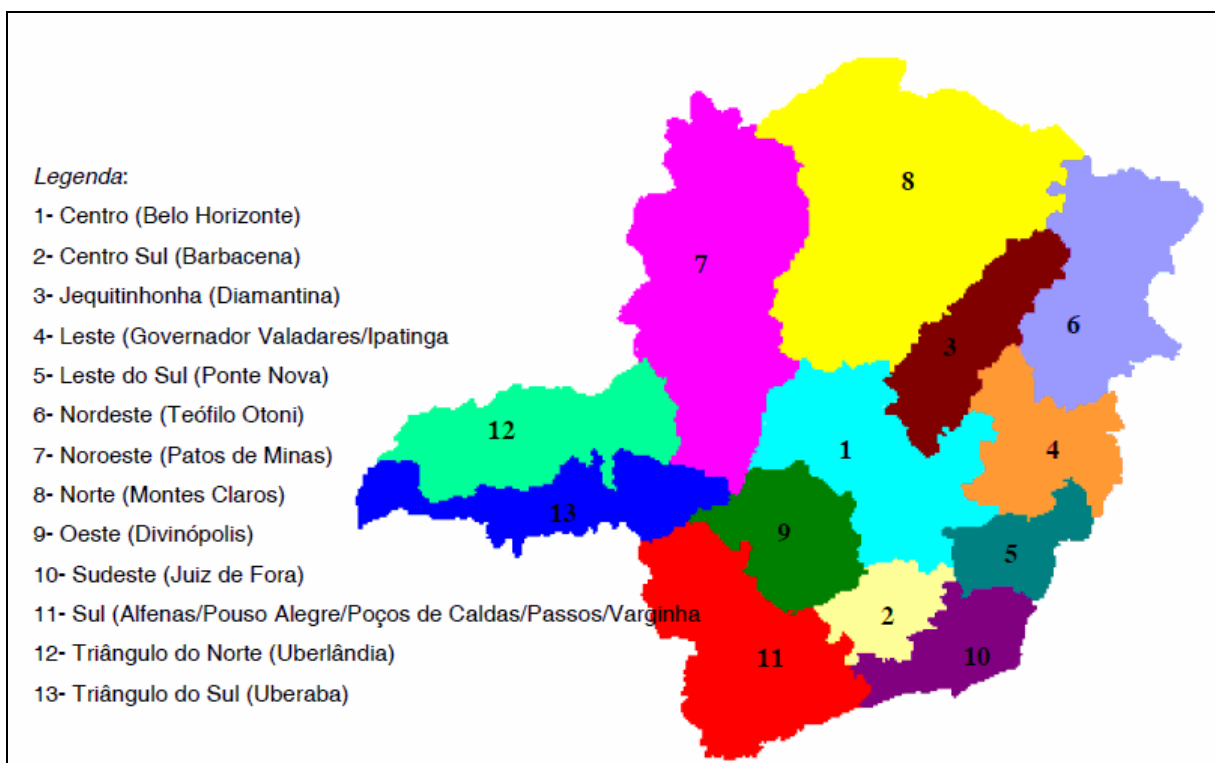 Legenda:
1- Centro (Belo Horizonte)
2- Centro Sul (Barbacena)
3- Jequitinhonha (Diamantina)
4- Leste (Governador Valadares/Ipatinga
5- Leste do Sul (Ponte Nova)
6- Nordeste (Teófilo Otoni)
7- Noroeste (Patos de Minas)
8- Norte (Montes Claros)
9- Oeste (Divinópolis)
10- Sudeste (Juiz de Fora)
11- Sul (Alfenas/Pouso Alegre/Poços de Caldas/Passos/Varginha
12- Triângulo do Norte (Uberlândia)
13- Triângulo do Sul (Uberaba)
8
7
6
3
12
1
4
13
9
5
2
11
10